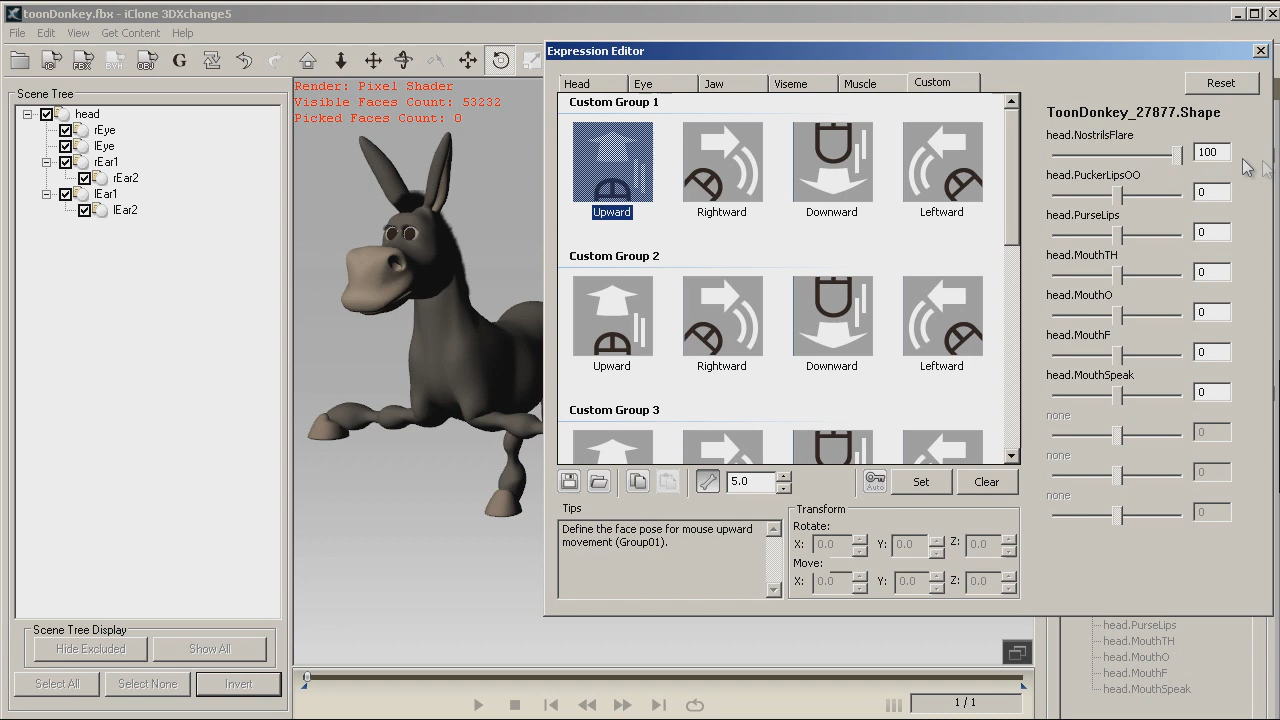 toonDonkey.fbx - iClone 3DXchange5
File Edit View Get Content Help
FBX BVH OBJ G
Scene Tree
head
rEye
lEye
rEar1
rEar2
lEar1
lEar2
Scene Tree Display
Hide Excluded Show All
Select All Select None Invert
Render: Pixel Shader
Visible Faces Count: 53232
Picked Faces Count: 0
1 / 1
Expression Editor
Head Eye Jaw Viseme Muscle Custom
Reset
Custom Group 1
Upward Rightward Downward Leftward
Custom Group 2
Upward Rightward Downward Leftward
Custom Group 3
5.0
Auto
Set Clear
Tips
Define the face pose for mouse upward
movement (Group01).
Transform
Rotate:
X: 0.0 Y: 0.0 Z: 0.0
Move:
X: 0.0 Y: 0.0 Z: 0.0
ToonDonkey_27877.Shape
head.NostrilsFlare
100
head.PuckerLipsOO
0
head.PurseLips
0
head.MouthTH
0
head.MouthO
0
head.MouthF
0
head.MouthSpeak
0
none
0
none
0
none
0
head.PurseLips
head.MouthTH
head.MouthO
head.MouthF
head.MouthSpeak